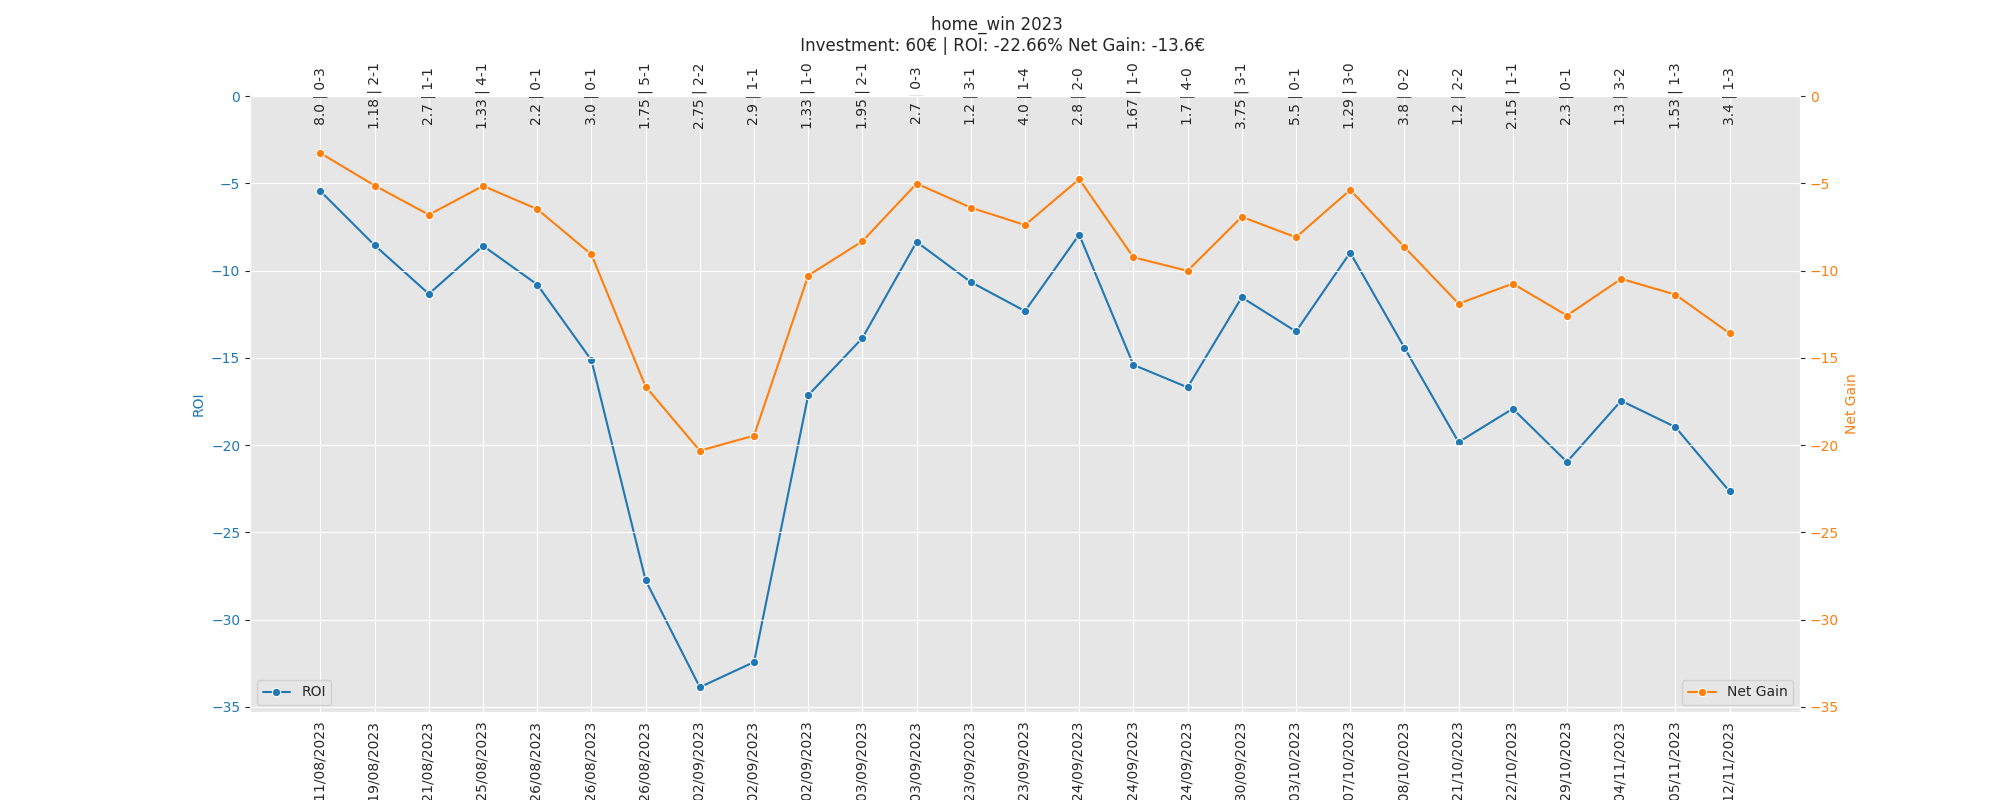 home_win 2023
Investment: 60€ | ROI: -22.66% Net Gain: -13.6€
8.0 | 0-3
1.18 | 2-1
2.7 | 1-1
1.33 | 4-1
2.2 | 0-1
3.0 | 0-1
1.75 | 5-1
2.75 | 2-2
2.9 | 1-1
1.33 | 1-0
1.95 | 2-1
2.7 | 0-3
1.2 | 3-1
4.0 | 1-4
2.8 | 2-0
1.67 | 1-0
1.7 | 4-0
3.75 | 3-1
5.5 | 0-1
1.29 | 3-0
3.8 | 0-2
1.2 | 2-2
2.15 | 1-1
2.3 | 0-1
1.3 | 3-2
1.53 | 1-3
3.4 | 1-3
0
−5
−10
−15
−20
−25
−30
−35
ROI
0
−5
−10
−15
−20
−25
−30
−35
Net Gain
ROI
Net Gain
11/08/2023
19/08/2023
21/08/2023
25/08/2023
26/08/2023
26/08/2023
26/08/2023
02/09/2023
02/09/2023
02/09/2023
03/09/2023
03/09/2023
23/09/2023
23/09/2023
24/09/2023
24/09/2023
24/09/2023
30/09/2023
03/10/2023
07/10/2023
08/10/2023
21/10/2023
22/10/2023
29/10/2023
04/11/2023
05/11/2023
12/11/2023